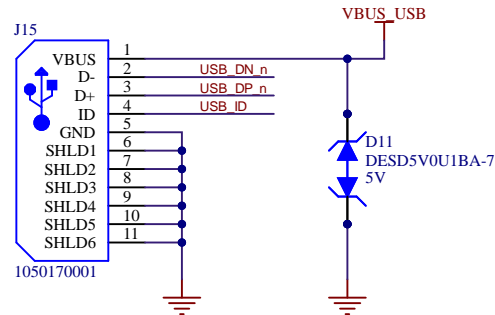 VBUS_USB
J15
VBUS 1
D- 2 USB_DN_n
D+ 3 USB_DP_n
ID 4 USB_ID
GND 5
SHLD1 6
SHLD2 7
SHLD3 8
SHLD4 9
SHLD5 10
SHLD6 11
1050170001
D11
DESD5V0U1BA-7
5V